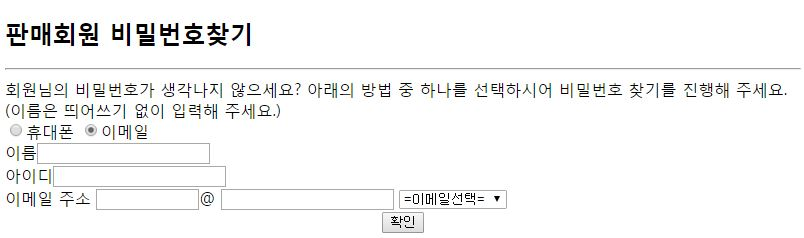 판매회원 비밀번호찾기
회원님의 비밀번호가 생각나지 않으세요? 아래의 방법 중 하나를 선택하시어 비밀번호 찾기를 진행해 주세요.
(이름은 띄어쓰기 없이 입력해 주세요.)
휴대폰 이메일
이름
아이디
이메일 주소 @ =이메일선택=
확인